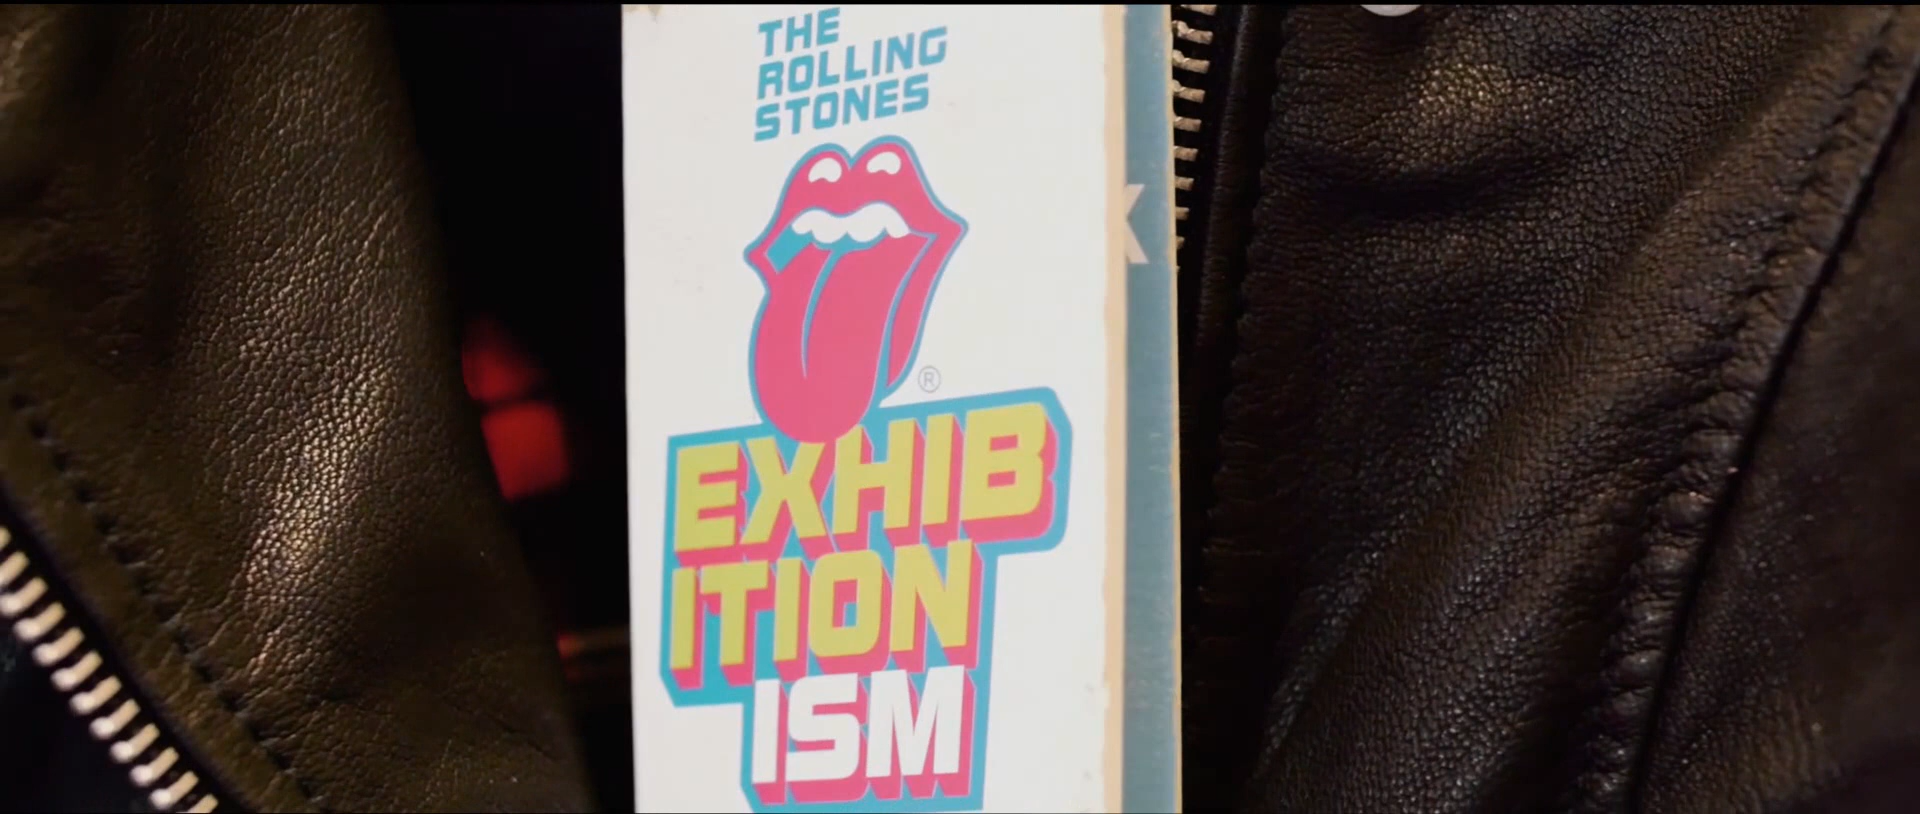 THE
ROLLING
STONES
®
EXHIB
ITION
ISM
K